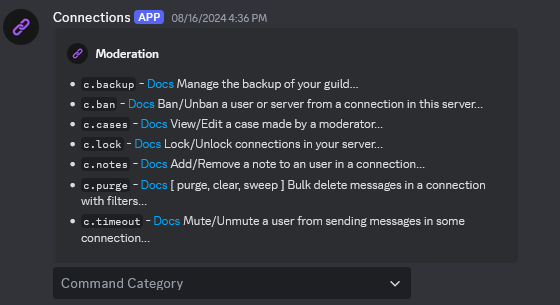 Connections APP 08/16/2024 4:36 PM
Moderation
• c.backup - Docs Manage the backup of your guild...
• c.ban - Docs Ban/Unban a user or server from a connection in this server...
• c.cases - Docs View/Edit a case made by a moderator...
• c.lock - Docs Lock/Unlock connections in your server...
• c.notes - Docs Add/Remove a note to an user in a connection...
• c.purge - Docs [ purge, clear, sweep ] Bulk delete messages in a connection
with filters...
• c.timeout - Docs Mute/Unmute a user from sending messages in some
connection...
Command Category